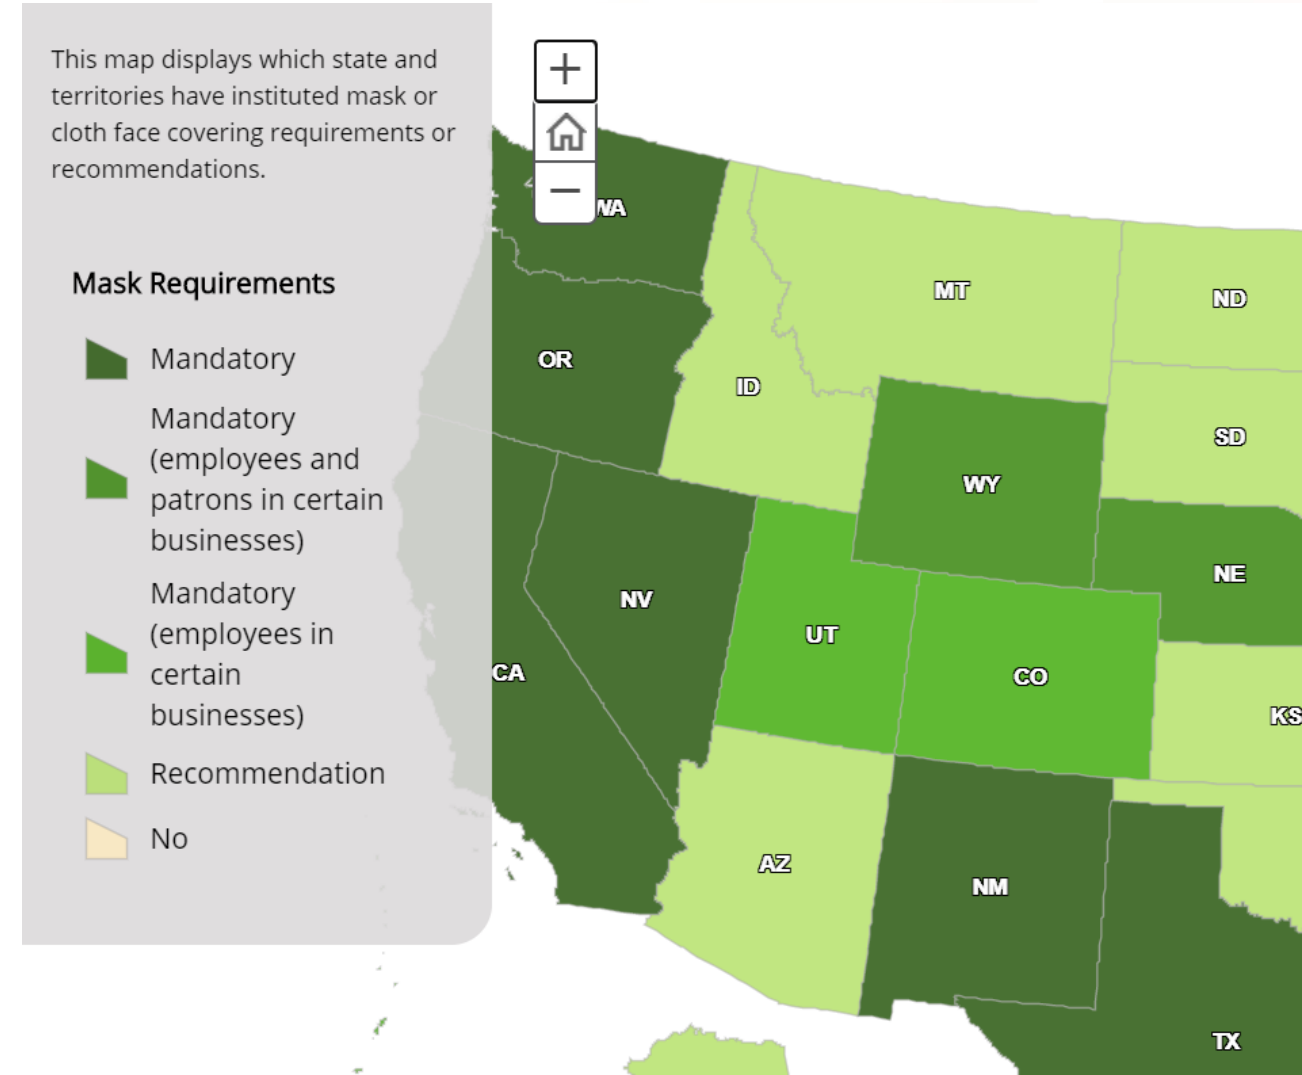 This map displays which state and
territories have instituted mask or
cloth face covering requirements or
recommendations.
Mask Requirements
Mandatory
Mandatory
(employees and
patrons in certain
businesses)
Mandatory
(employees in
certain
businesses)
Recommendation
No
+
−
WA
MT
ND
OR
ID
SD
WY
NE
NV
UT
CO
CA
KS
AZ
NM
TX